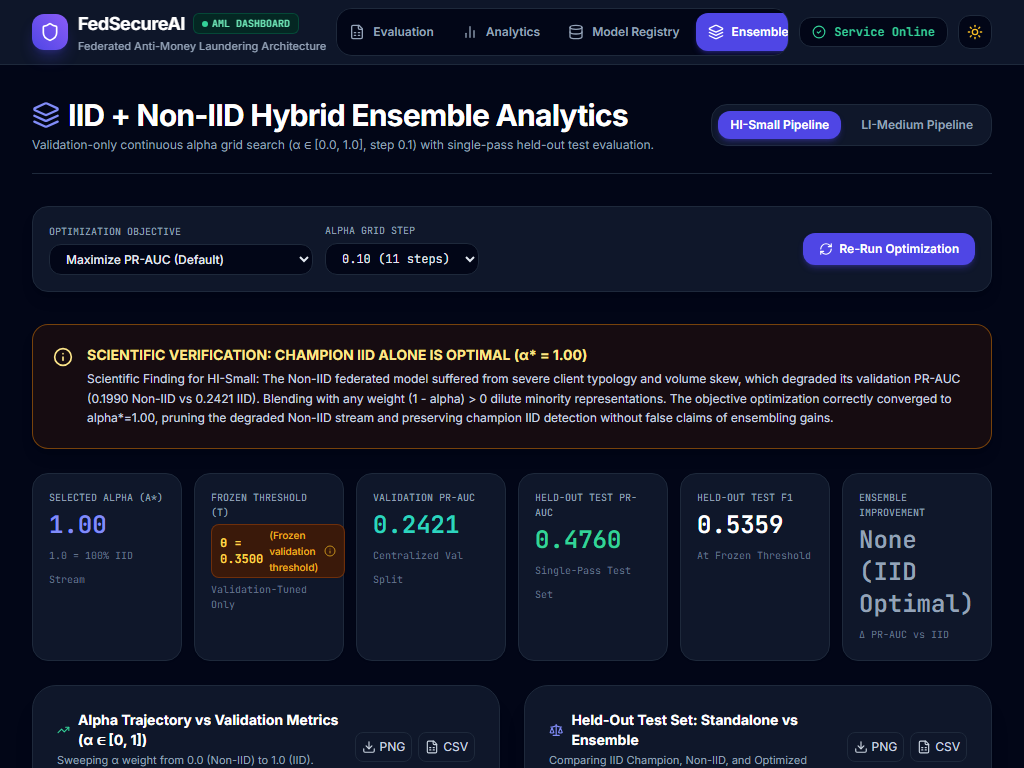 FedSecureAI
AML DASHBOARD
Federated Anti-Money Laundering Architecture
Evaluation
Analytics
Model Registry
Ensemble
Service Online
IID + Non-IID Hybrid Ensemble Analytics
Validation-only continuous alpha grid search (α ∈ [0.0, 1.0], step 0.1) with single-pass held-out test evaluation.
HI-Small Pipeline
LI-Medium Pipeline
OPTIMIZATION OBJECTIVE
Maximize PR-AUC (Default)
ALPHA GRID STEP
0.10 (11 steps)
Re-Run Optimization
SCIENTIFIC VERIFICATION: CHAMPION IID ALONE IS OPTIMAL (α* = 1.00)
Scientific Finding for HI-Small: The Non-IID federated model suffered from severe client typology and volume skew, which degraded its validation PR-AUC
(0.1990 Non-IID vs 0.2421 IID). Blending with any weight (1 - alpha) > 0 dilute minority representations. The objective optimization correctly converged to
alpha*=1.00, pruning the degraded Non-IID stream and preserving champion IID detection without false claims of ensembling gains.
SELECTED ALPHA (Α*)
1.00
1.0 = 100% IID
Stream
FROZEN THRESHOLD
(Τ)
θ =
0.3500
(Frozen
validation
threshold)
Validation-Tuned
Only
VALIDATION PR-AUC
0.2421
Centralized Val
Split
HELD-OUT TEST PR-
AUC
0.4760
Single-Pass Test
Set
HELD-OUT TEST F1
0.5359
At Frozen Threshold
ENSEMBLE
IMPROVEMENT
None
(IID
Optimal)
Δ PR-AUC vs IID
Alpha Trajectory vs Validation Metrics
(α ∈ [0, 1])
Sweeping α weight from 0.0 (Non-IID) to 1.0 (IID).
PNG
CSV
Held-Out Test Set: Standalone vs
Ensemble
Comparing IID Champion, Non-IID, and Optimized
PNG
CSV